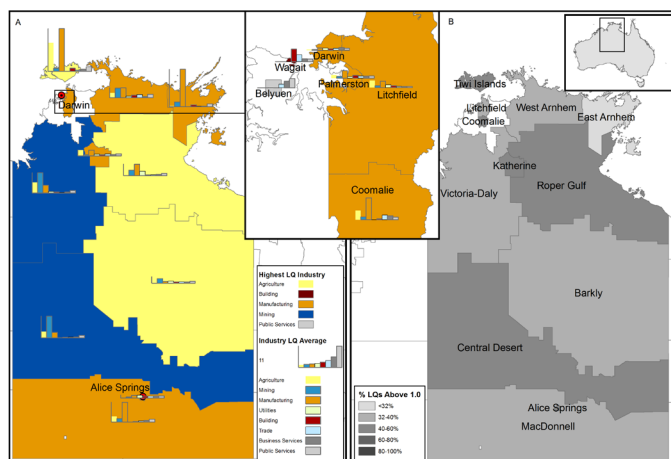 A
Darwin
Alice Springs
Darwin
Wagait
Belyuen
Palmerston
Litchfield
Coomalie
Highest LQ Industry
Agriculture
Building
Manufacturing
Mining
Public Services
Industry LQ Average
11
Agriculture
Mining
Manufacturing
Utilities
Building
Trade
Business Services
Public Services
B
Tiwi Islands
Litchfield
Coomalie
West Arnhem
East Arnhem
Katherine
Victoria-Daly
Roper Gulf
Barkly
Central Desert
Alice Springs
MacDonnell
% LQs Above 1.0
<32%
32-40%
40-60%
60-80%
80-100%